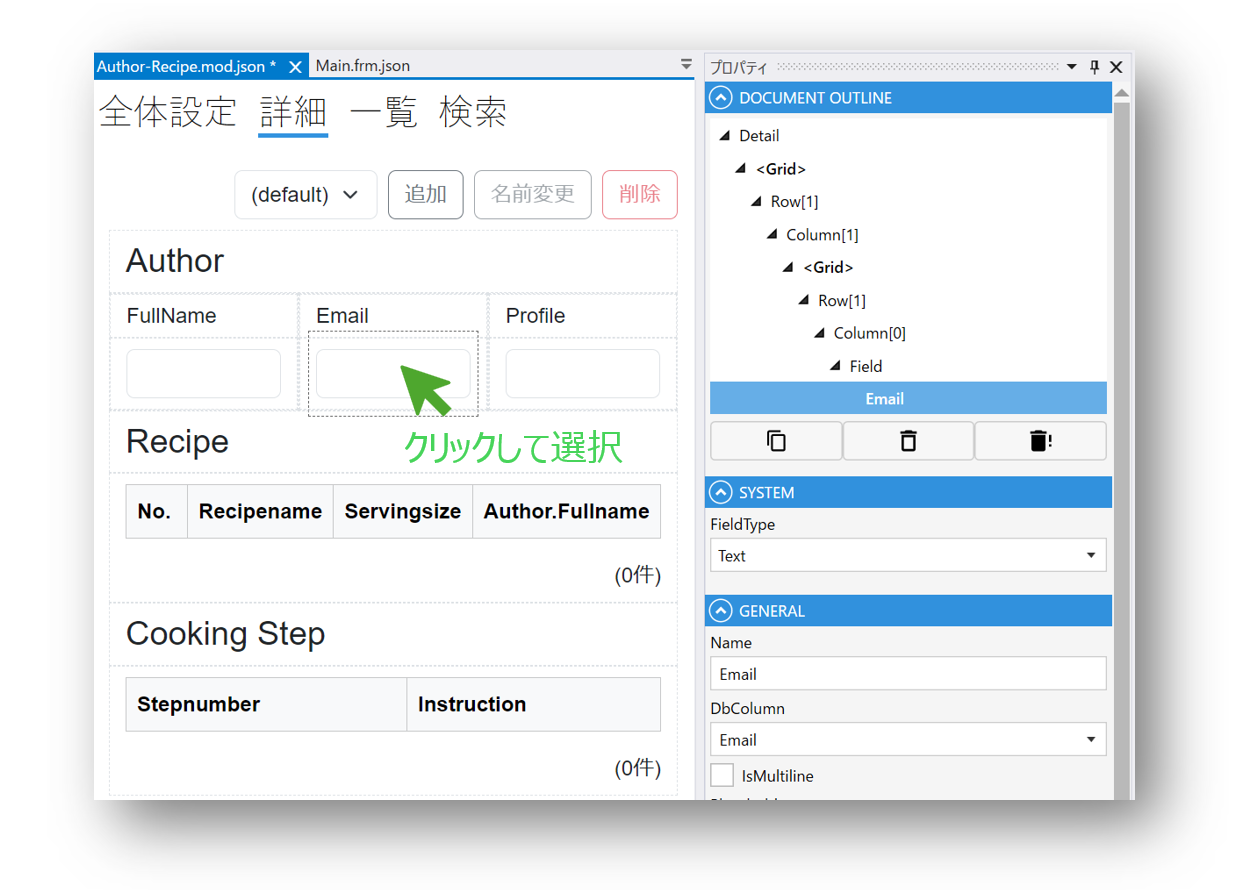 Author-Recipe.mod.json *
Main.frm.json
全体設定 詳細 一覧 検索
(default) 追加 名前変更 削除
Author
FullName Email Profile
クリックして選択
Recipe
No. Recipename Servingsize Author.Fullname
(0件)
Cooking Step
Stepnumber Instruction
(0件)
プロパティ
DOCUMENT OUTLINE
Detail
<Grid>
Row[1]
Column[1]
<Grid>
Row[1]
Column[0]
Field
Email
SYSTEM
FieldType
Text
GENERAL
Name
Email
DbColumn
Email
IsMultiline